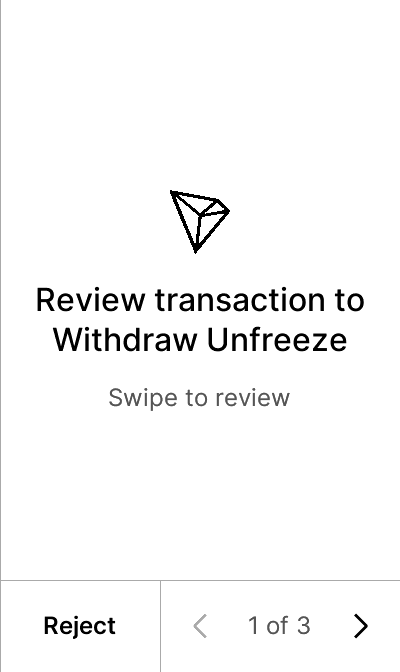 Review transaction to
Withdraw Unfreeze
Swipe to review
Reject
1 of 3